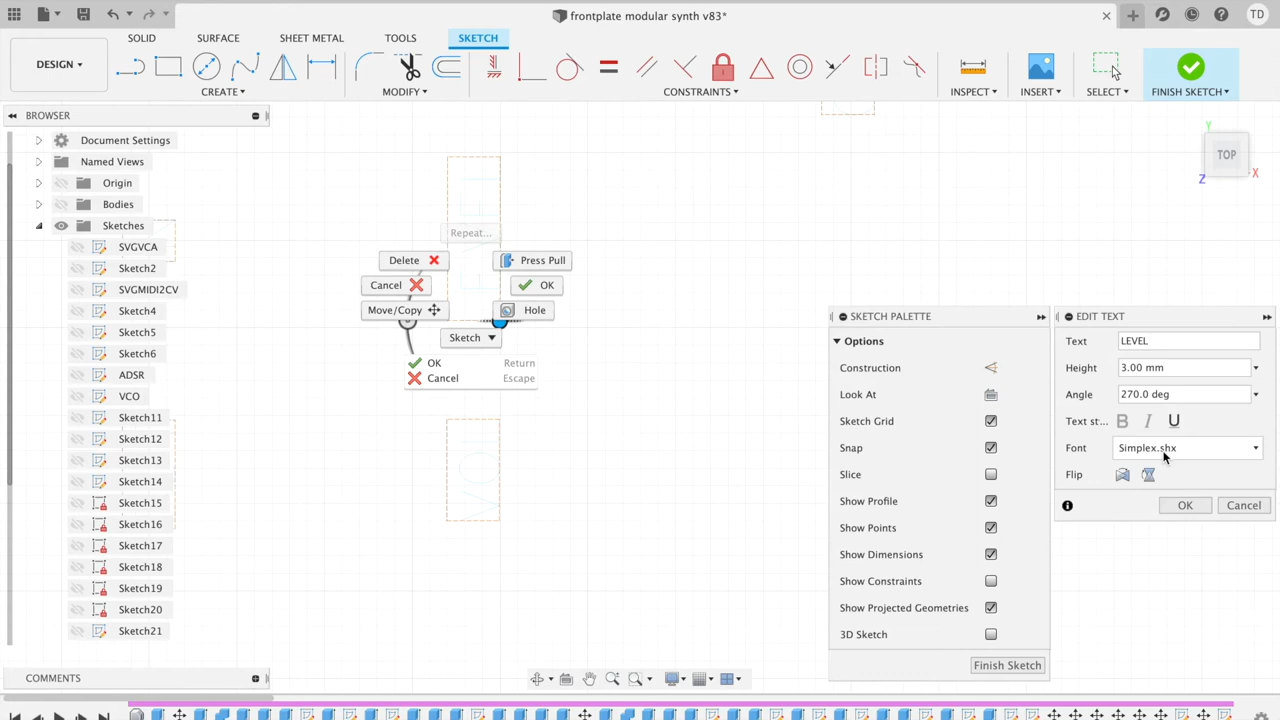 frontplate modular synth v83*
TD
SOLID
SURFACE
SHEET METAL
TOOLS
SKETCH
DESIGN
CREATE
MODIFY
CONSTRAINTS
INSPECT
INSERT
SELECT
FINISH SKETCH
BROWSER
Document Settings
Named Views
Origin
Bodies
Sketches
SVGVCA
Sketch2
SVGMIDI2CV
Sketch4
Sketch5
Sketch6
ADSR
VCO
Sketch11
Sketch12
Sketch13
Sketch14
Sketch15
Sketch16
Sketch17
Sketch18
Sketch19
Sketch20
Sketch21
COMMENTS
Repeat...
Delete
Press Pull
Cancel
OK
Move/Copy
Hole
Sketch
OK Return
Cancel Escape
TOP
Y
X
Z
SKETCH PALETTE
Options
Construction
Look At
Sketch Grid
Snap
Slice
Show Profile
Show Points
Show Dimensions
Show Constraints
Show Projected Geometries
3D Sketch
Finish Sketch
EDIT TEXT
Text LEVEL
Height 3.00 mm
Angle 270.0 deg
Text st... B I U
Font Simplex.shx
Flip
OK Cancel